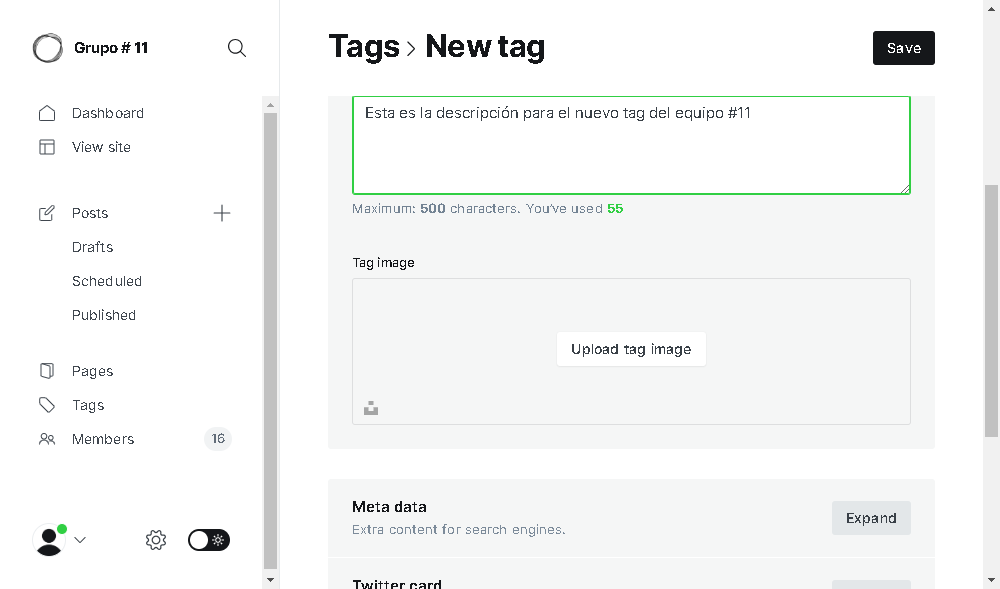 Grupo # 11
Dashboard
View site
Posts
Drafts
Scheduled
Published
Pages
Tags
Members
16
Tags › New tag
Save
Esta es la descripción para el nuevo tag del equipo #11
Maximum: 500 characters. You've used 55
Tag image
Upload tag image
Meta data
Extra content for search engines.
Expand
Twitter card